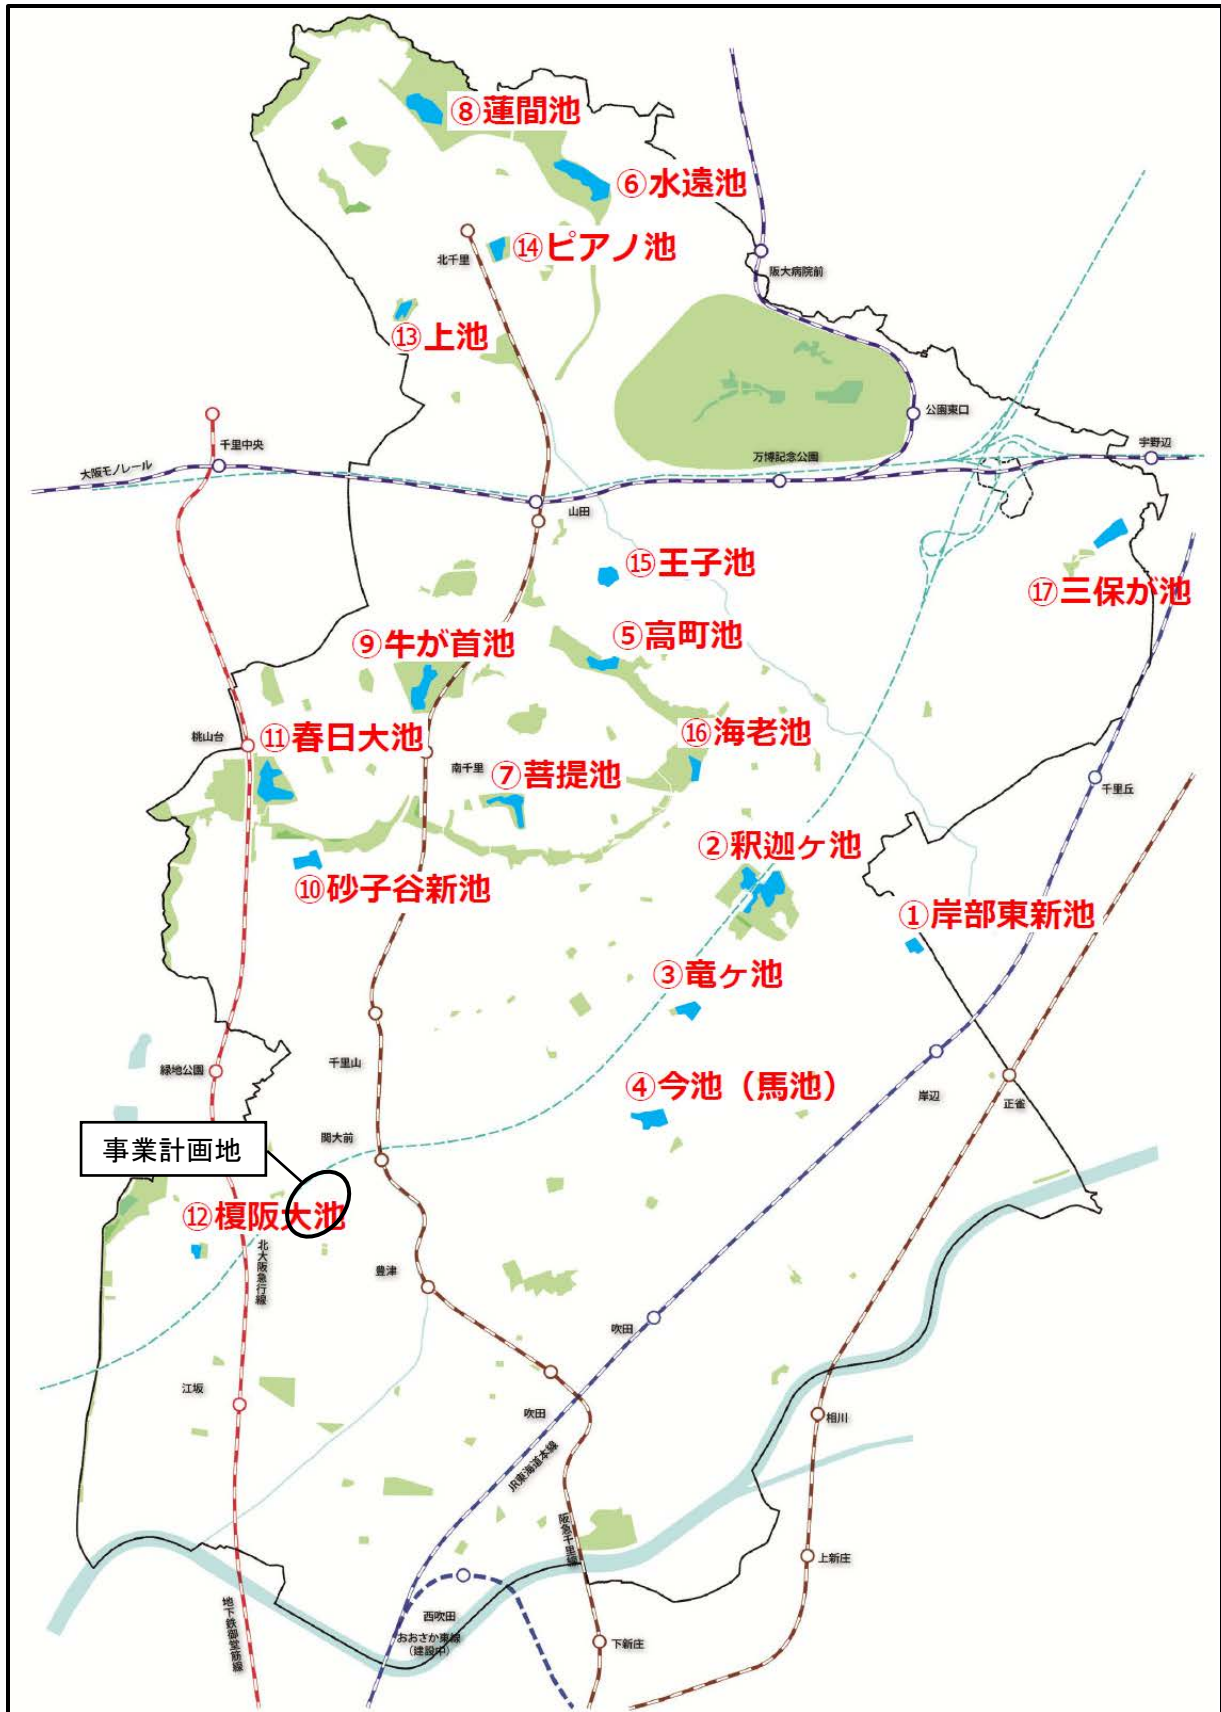 ⑧蓮間池
⑥水遠池
⑭ピアノ池
北千里
阪大病院前
⑬上池
公園東口
千里中央
宇野辺
万博記念公園
大阪モノレール
山田
⑮王子池
⑰三保が池
⑤高町池
⑨牛が首池
⑯海老池
⑪春日大池
桃山台
南千里
⑦菩提池
千里丘
②釈迦ヶ池
⑩砂子谷新池
①岸部東新池
③竜ヶ池
千里山
緑地公園
④今池（馬池）
岸辺
正雀
関大前
事業計画地
⑫榎阪大池
北大阪急行線
豊津
吹田
江坂
吹田
相川
JR東海道本線
阪急千里線
上新庄
西吹田
おおさか東線
（建設中）
地下鉄御堂筋線
下新庄